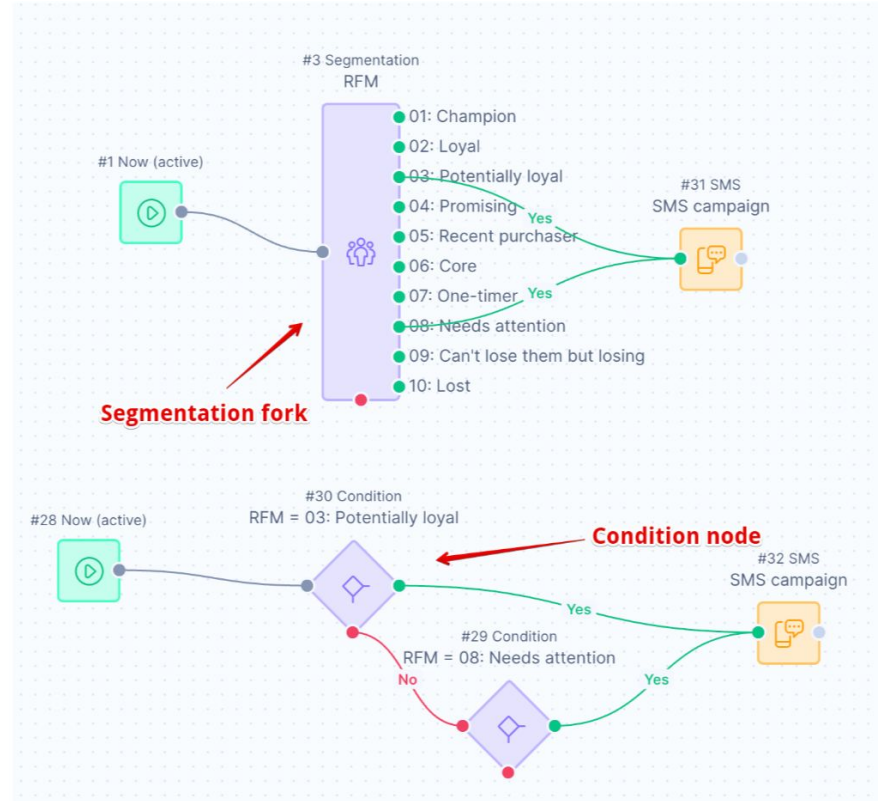 #3 Segmentation
RFM
01: Champion
02: Loyal
#1 Now (active)
03: Potentially loyal
#31 SMS
SMS campaign
04: Promising
Yes
05: Recent purchaser
06: Core
07: One-timer
Yes
08: Needs attention
09: Can't lose them but losing
10: Lost
Segmentation fork
#30 Condition
RFM = 03: Potentially loyal
#28 Now (active)
Condition node
#32 SMS
SMS campaign
Yes
#29 Condition
RFM = 08: Needs attention
No
Yes